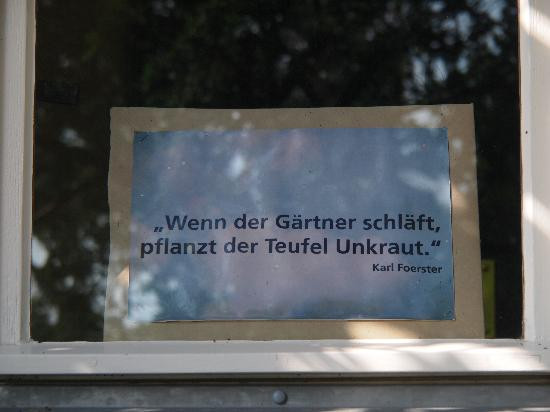 „Wenn der Gärtner schläft,
pflanzt der Teufel Unkraut.“
Karl Foerster